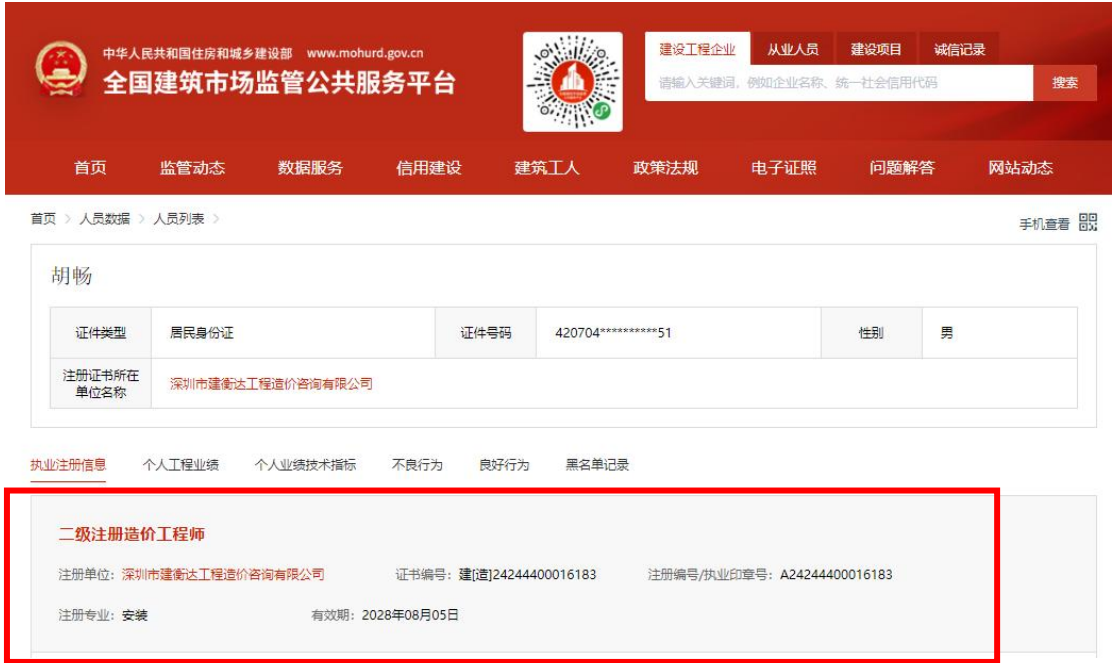 中华人民共和国住房和城乡建设部 www.mohurd.gov.cn
全国建筑市场监管公共服务平台
建设工程企业 从业人员 建设项目 诚信记录
请输入关键词，例如企业名称、统一社会信用代码 搜索
首页 监管动态 数据服务 信用建设 建筑工人 政策法规 电子证照 问题解答 网站动态
首页 > 人员数据 > 人员列表 >
手机查看
胡畅
证件类型 居民身份证 证件号码 420704**********51 性别 男
注册证书所在
单位名称
深圳市建衡达工程造价咨询有限公司
执业注册信息 个人工程业绩 个人业绩技术指标 不良行为 良好行为 黑名单记录
二级注册造价工程师
注册单位：深圳市建衡达工程造价咨询有限公司 证书编号：建[造]24244400016183 注册编号/执业印章号：A24244400016183
注册专业：安装 有效期：2028年08月05日